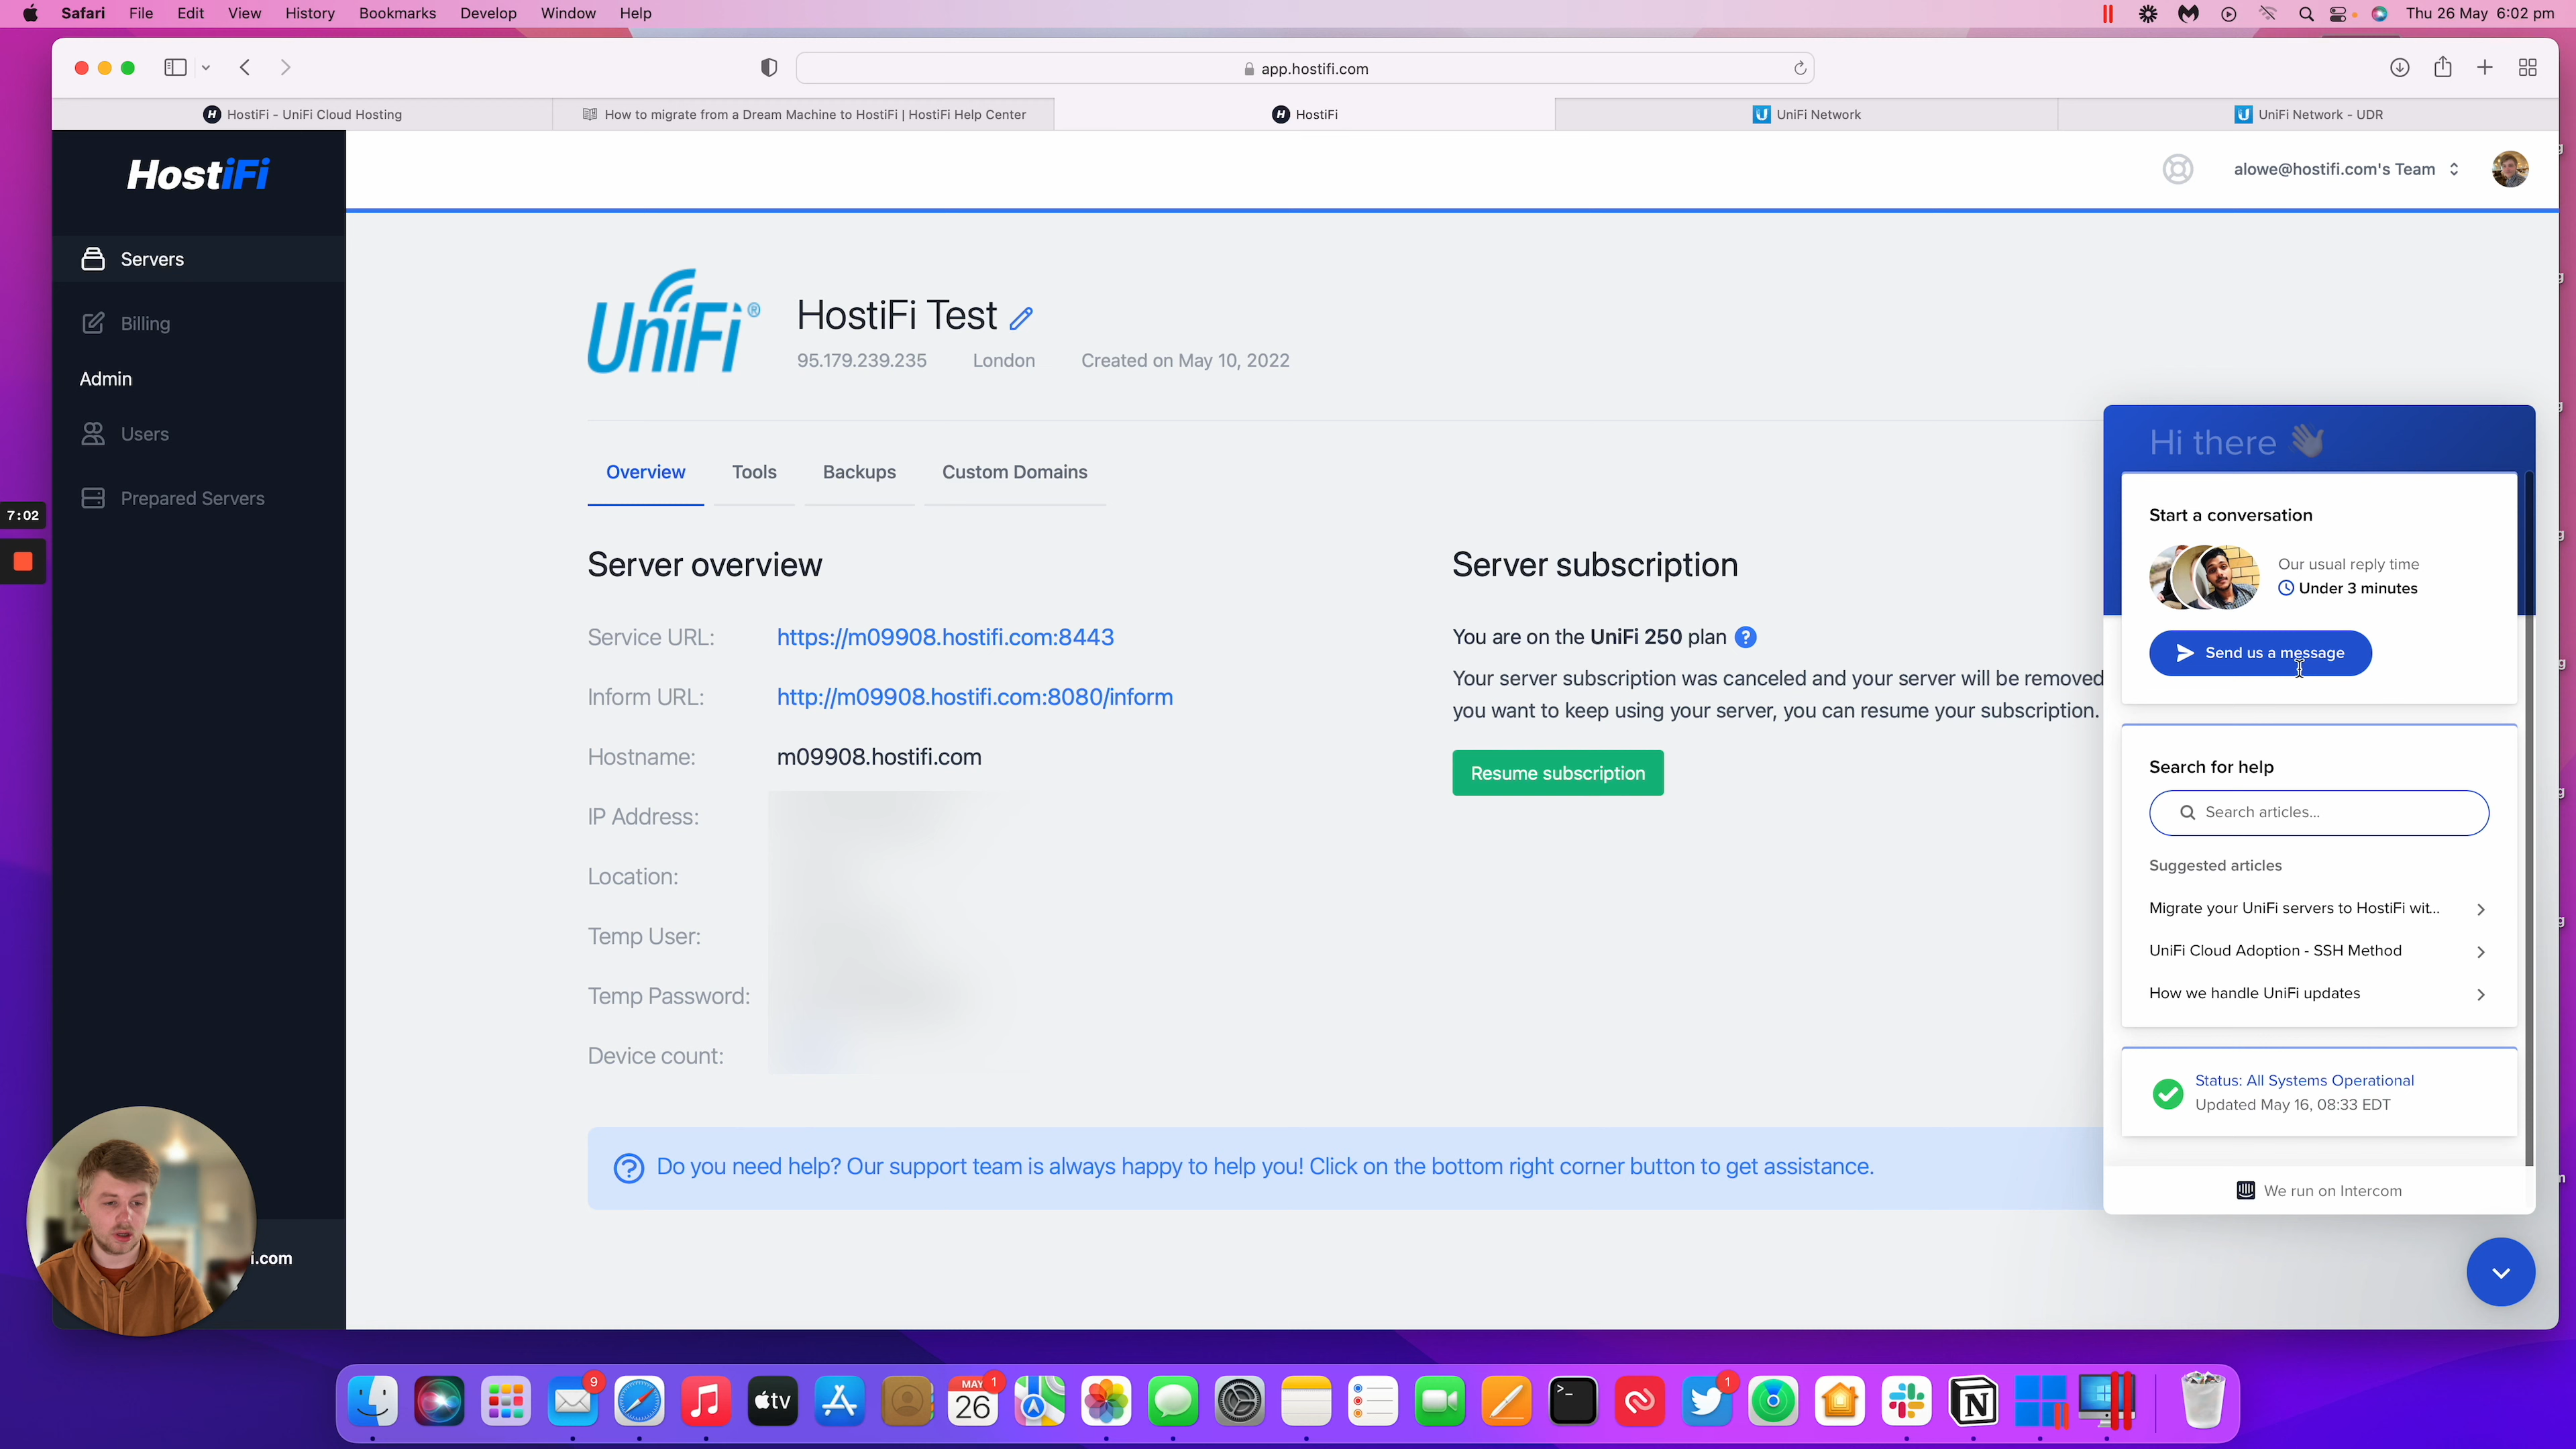 Safari File Edit View History Bookmarks Develop Window Help
Thu 26 May 6:02 pm
app.hostifi.com
HostiFi - UniFi Cloud Hosting
How to migrate from a Dream Machine to HostiFi | HostiFi Help Center
HostiFi
UniFi Network
UniFi Network - UDR
HostiFi
alowe@hostifi.com's Team
Servers
Billing
Admin
Users
Prepared Servers
7:02
i.com
UniFi®
HostiFi Test
95.179.239.235 London Created on May 10, 2022
Overview Tools Backups Custom Domains
Server overview
Service URL: https://m09908.hostifi.com:8443
Inform URL: http://m09908.hostifi.com:8080/inform
Hostname: m09908.hostifi.com
IP Address:
Location:
Temp User:
Temp Password:
Device count:
Server subscription
You are on the UniFi 250 plan ?
Your server subscription was canceled and your server will be removed
you want to keep using your server, you can resume your subscription.
Resume subscription
? Do you need help? Our support team is always happy to help you! Click on the bottom right corner button to get assistance.
Hi there 👋
Start a conversation
Our usual reply time
Under 3 minutes
Send us a message
Search for help
Search articles...
Suggested articles
Migrate your UniFi servers to HostiFi wit...
UniFi Cloud Adoption - SSH Method
How we handle UniFi updates
Status: All Systems Operational
Updated May 16, 08:33 EDT
We run on Intercom
9
tv
MAY
26
1
1